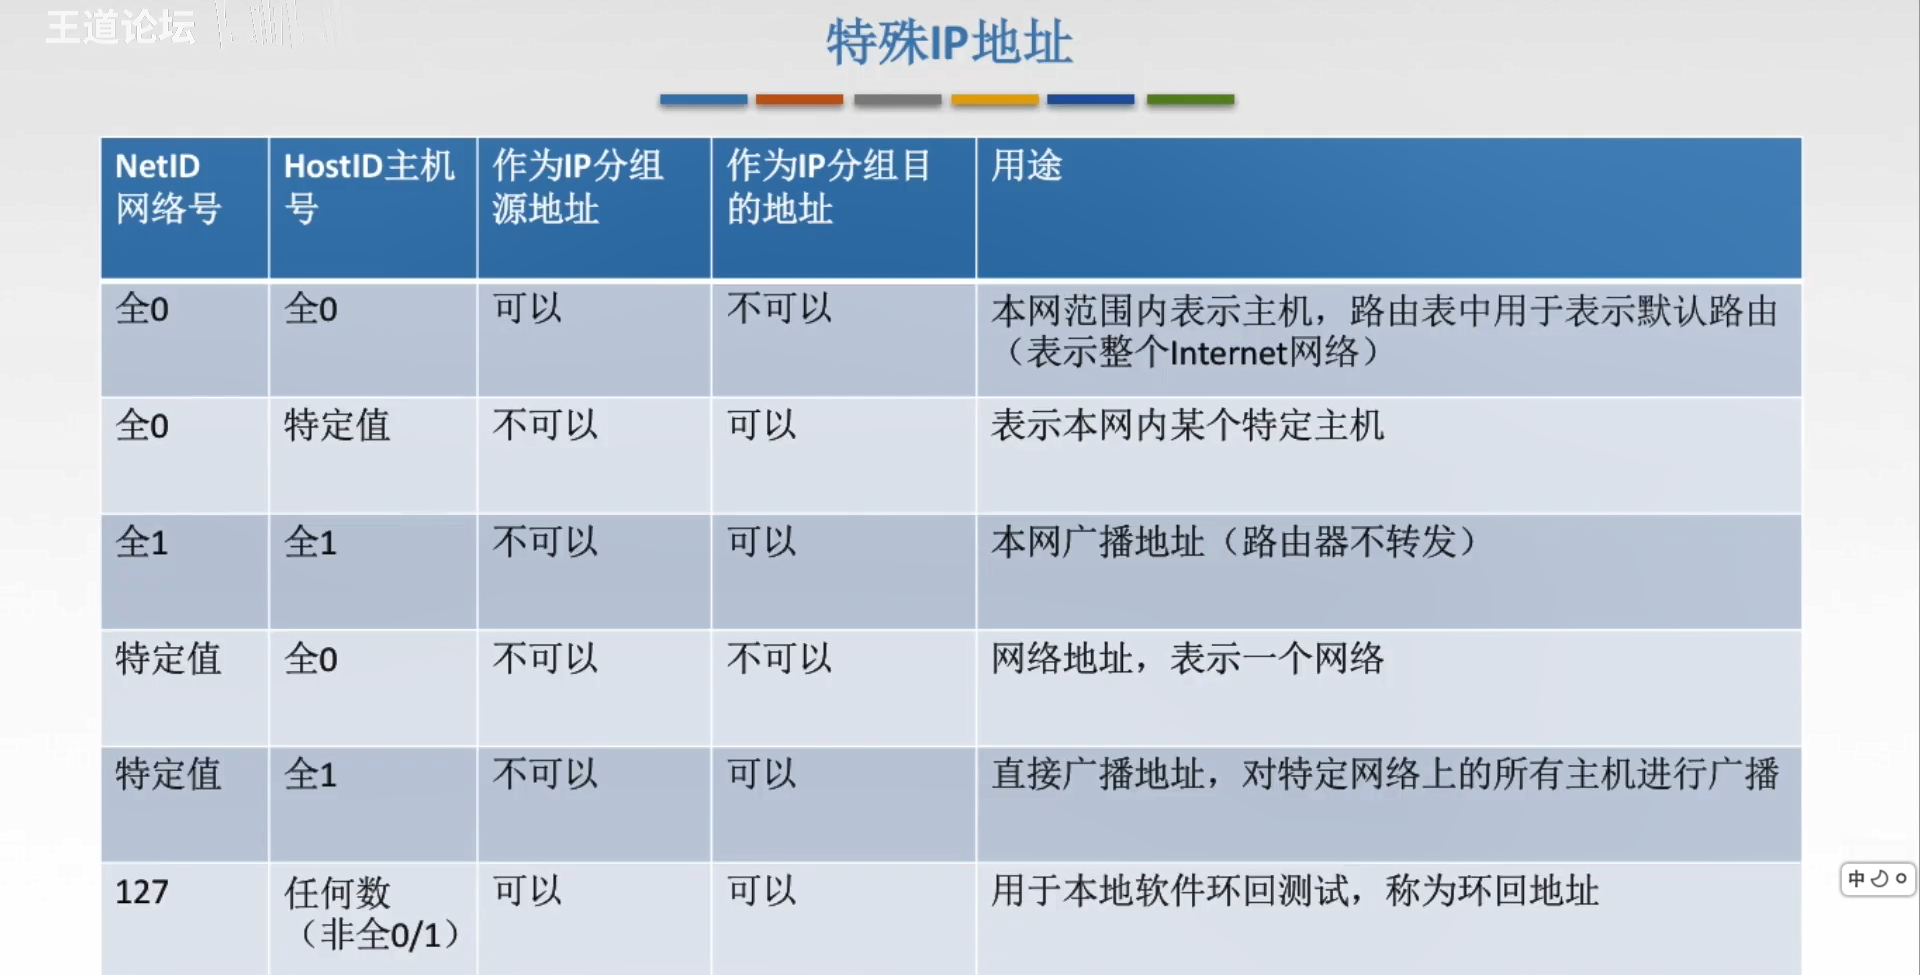 王道论坛
特殊IP地址
NetID
网络号
HostID主机
号
作为IP分组
源地址
作为IP分组目
的地址
用途
全0
全0
可以
不可以
本网范围内表示主机，路由表中用于表示默认路由
（表示整个Internet网络）
全0
特定值
不可以
可以
表示本网内某个特定主机
全1
全1
不可以
可以
本网广播地址（路由器不转发）
特定值
全0
不可以
不可以
网络地址，表示一个网络
特定值
全1
不可以
可以
直接广播地址，对特定网络上的所有主机进行广播
127
任何数
（非全0/1）
可以
可以
用于本地软件环回测试，称为环回地址
中